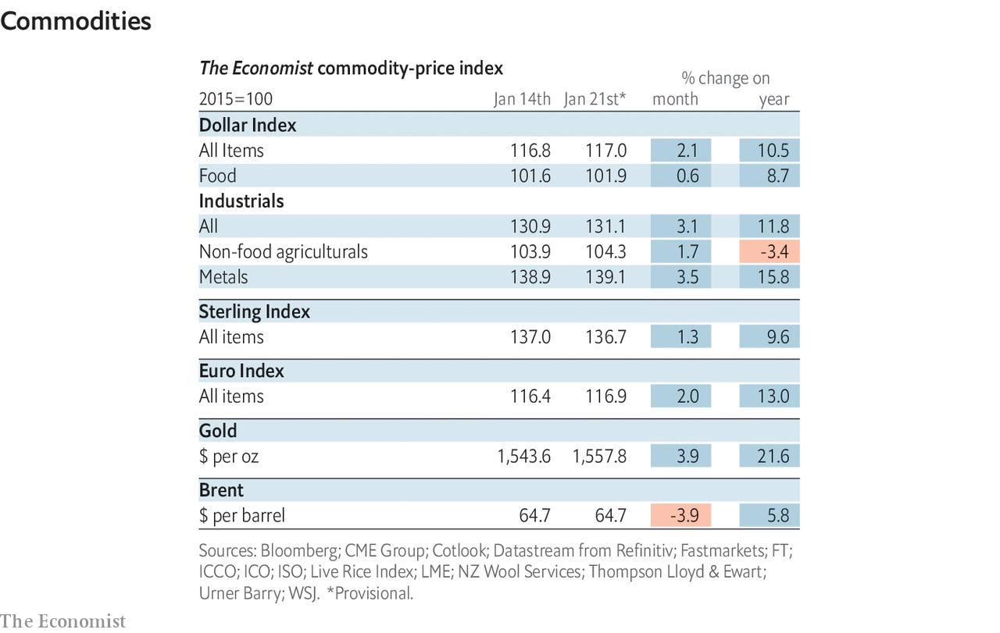 Commodities
The Economist commodity-price index
% change on
2015=100 Jan 14th Jan 21st* month year
Dollar Index
All Items 116.8 117.0 2.1 10.5
Food 101.6 101.9 0.6 8.7
Industrials
All 130.9 131.1 3.1 11.8
Non-food agriculturals 103.9 104.3 1.7 -3.4
Metals 138.9 139.1 3.5 15.8
Sterling Index
All items 137.0 136.7 1.3 9.6
Euro Index
All items 116.4 116.9 2.0 13.0
Gold
$ per oz 1,543.6 1,557.8 3.9 21.6
Brent
$ per barrel 64.7 64.7 -3.9 5.8
Sources: Bloomberg; CME Group; Cotlook; Datastream from Refinitiv; Fastmarkets; FT;
ICCO; ICO; ISO; Live Rice Index; LME; NZ Wool Services; Thompson Lloyd & Ewart;
Urner Barry; WSJ. *Provisional.
The Economist